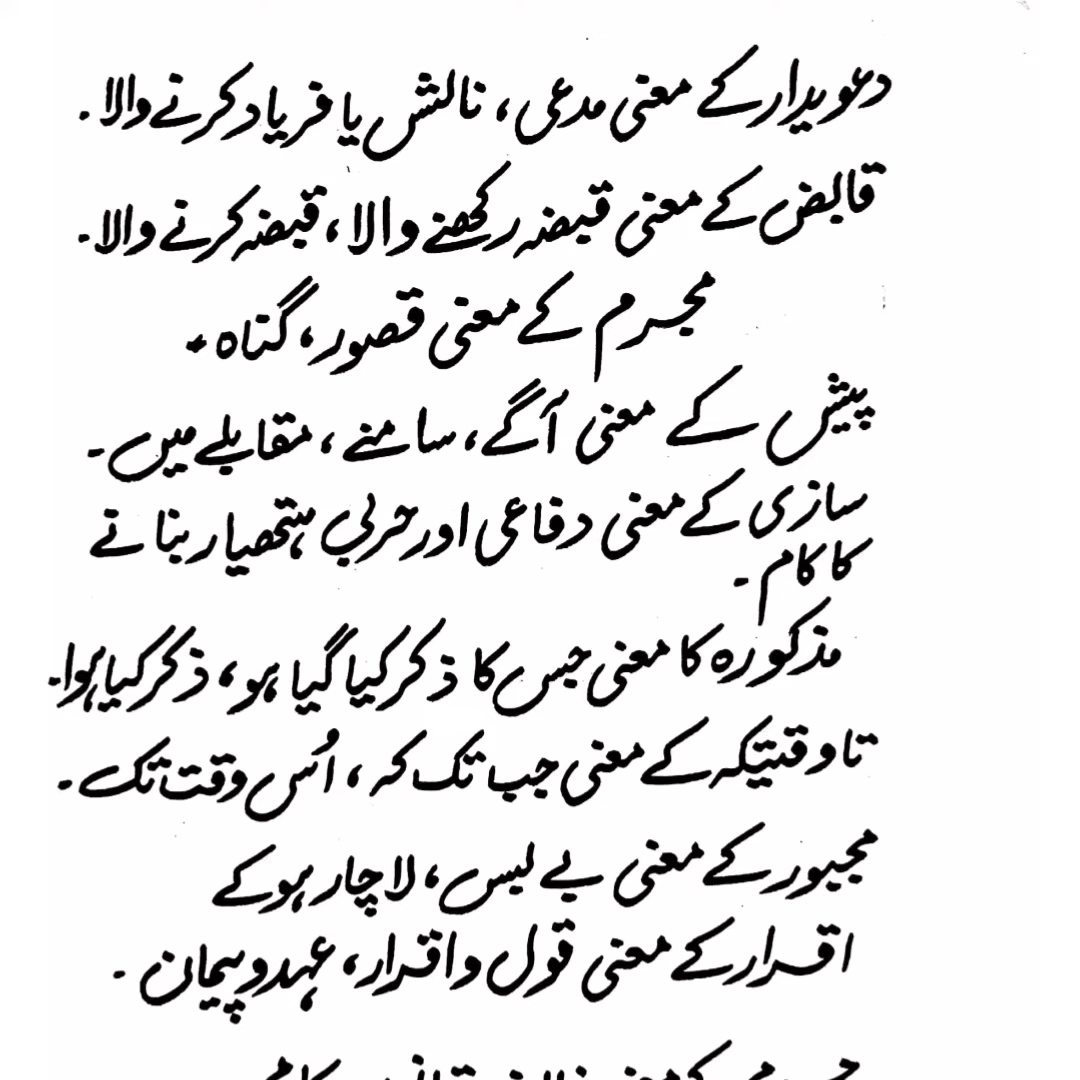 دعویدار کے معنی مدعی، نالش یا فریاد کرنے والا۔
قابض کے معنی قبضہ رکھنے والا، قبضہ کرنے والا۔
مجرم کے معنی قصور، گناہ۔
پیش کے معنی آگے، سامنے، مقابلے میں۔
سازی کے معنی دفاعی اور حربی ہتھیار بنانے
کا کام۔
مذکورہ کا معنی جس کا ذکر کیا گیا ہو، ذکر کیا ہوا۔
تاوقتیکہ کے معنی جب تک کہ، اُس وقت تک۔
مجبور کے معنی بے بس، لاچار ہو کے
اقرار کے معنی قول و اقرار، عہد و پیمان۔